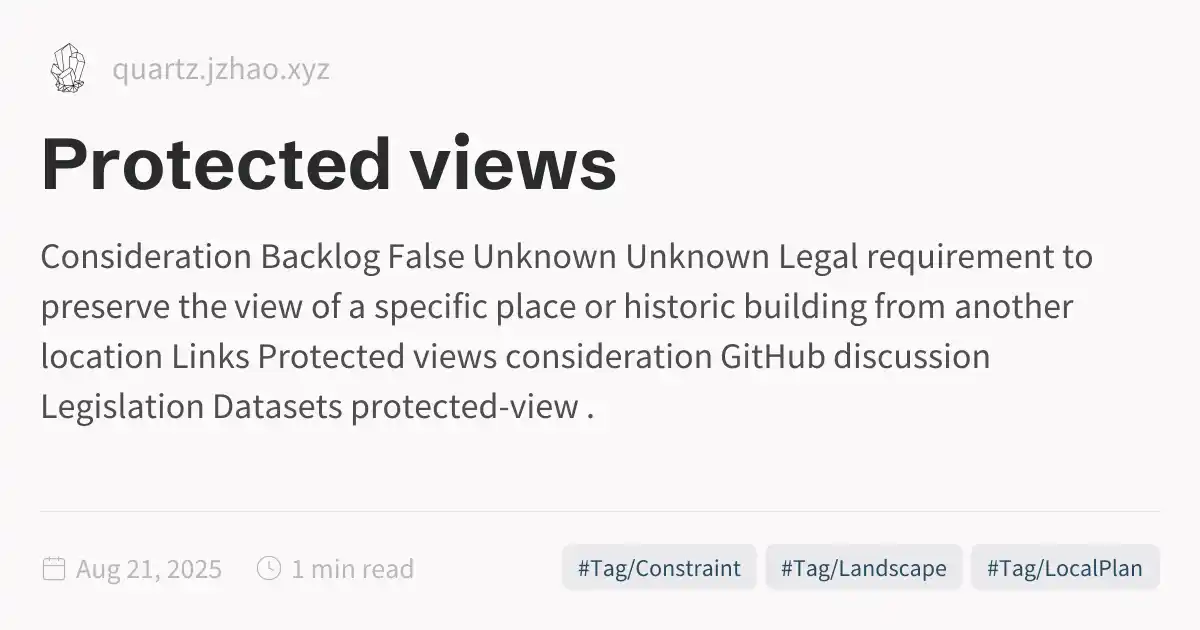 quartz.jzhao.xyz
Protected views
Consideration Backlog False Unknown Unknown Legal requirement to
preserve the view of a specific place or historic building from another
location Links Protected views consideration GitHub discussion
Legislation Datasets protected-view .
Aug 21, 2025 1 min read #Tag/Constraint #Tag/Landscape #Tag/LocalPlan